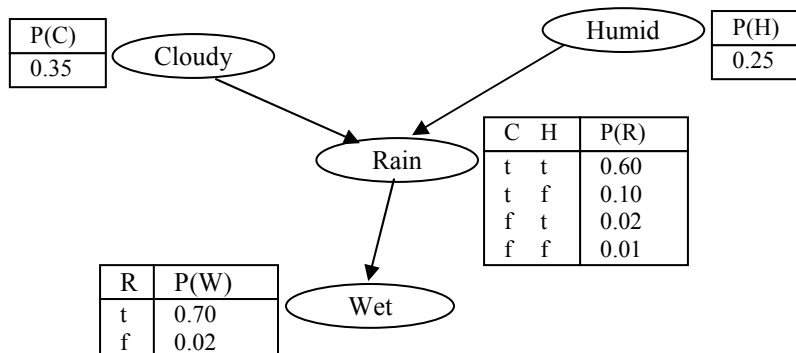 P(C)
0.35
Cloudy
Humid
P(H)
0.25
Rain
C H P(R)
t t 0.60
t f 0.10
f t 0.02
f f 0.01
R P(W)
t 0.70
f 0.02
Wet